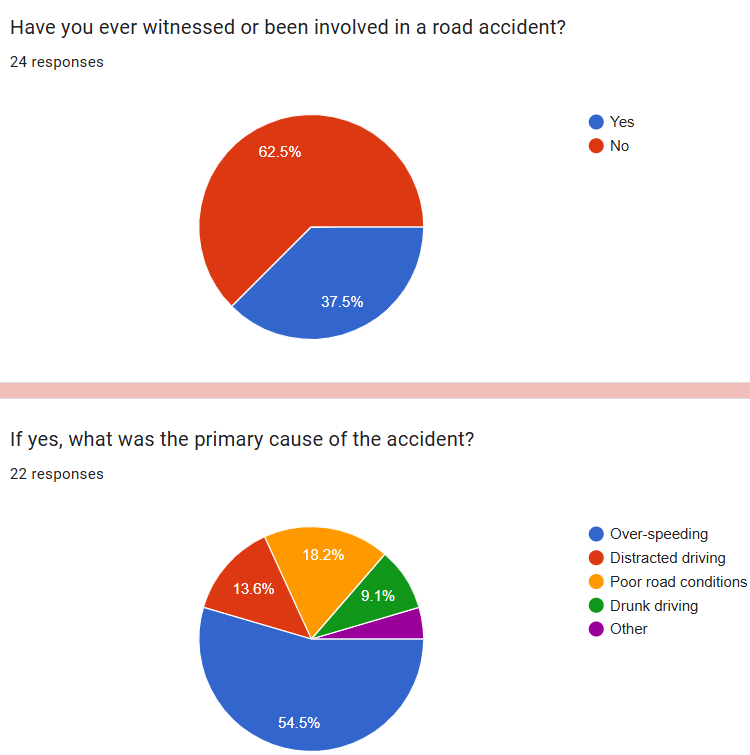 Have you ever witnessed or been involved in a road accident?
24 responses
62.5%
37.5%
Yes
No
If yes, what was the primary cause of the accident?
22 responses
18.2%
13.6%
9.1%
54.5%
Over-speeding
Distracted driving
Poor road conditions
Drunk driving
Other